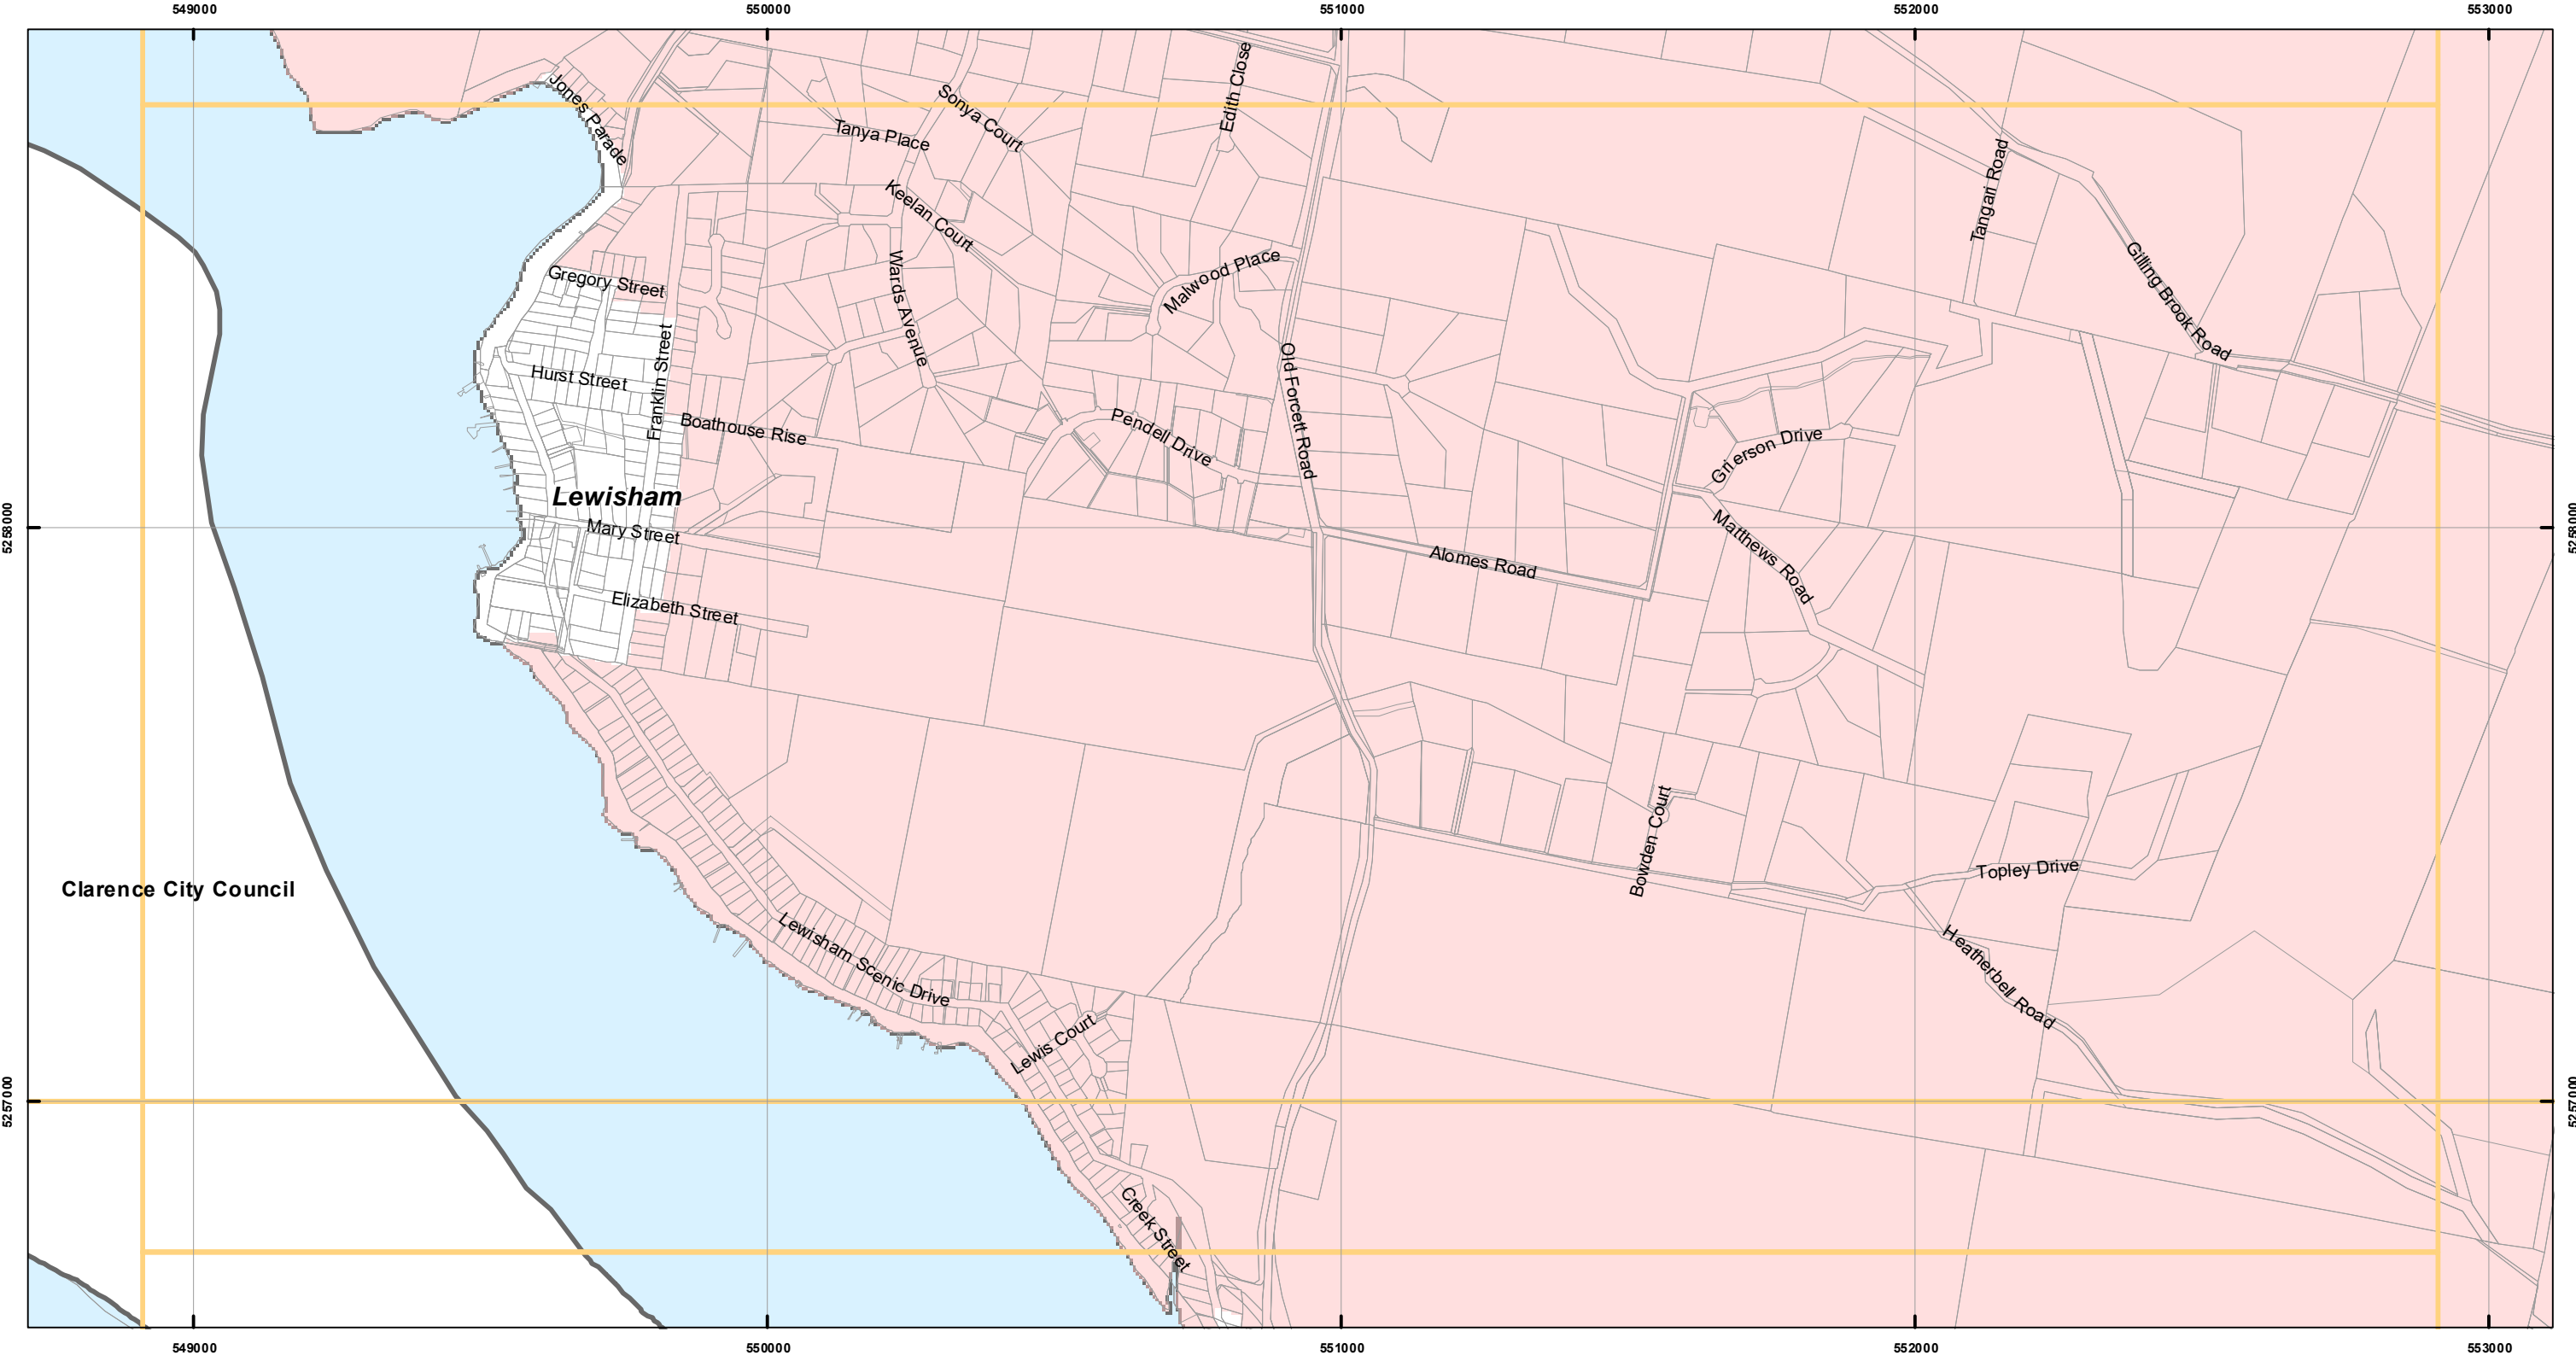 549000
550000
551000
552000
553000
Jones Parade
Sonya Court
Edith Close
Tanya Place
Tangari Road
Keelan Court
Malwood Place
Gilling Brook Road
Gregory Street
Wards Avenue
Hurst Street
Franklin Street
Old Forcett Road
Boathouse Rise
Pendell Drive
Grierson Drive
Lewisham
5258000
5258000
Mary Street
Alomes Road
Matthews Road
Elizabeth Street
Bowden Court
Topley Drive
Clarence City Council
Lewisham Scenic Drive
Heatherbell Road
Lewis Court
5257000
5257000
Creek Street
549000
550000
551000
552000
553000